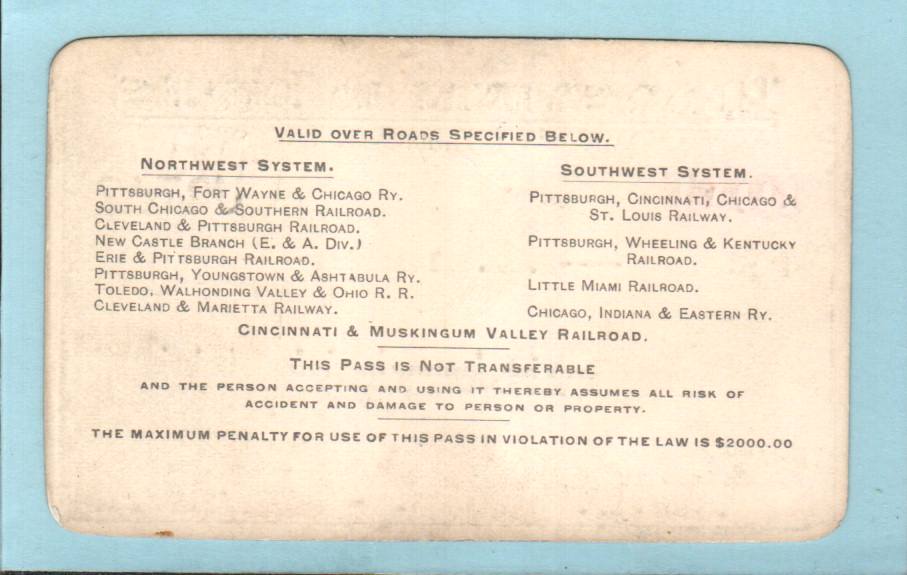 VALID OVER ROADS SPECIFIED BELOW.
NORTHWEST SYSTEM.
PITTSBURGH, FORT WAYNE & CHICAGO RY.
SOUTH CHICAGO & SOUTHERN RAILROAD.
CLEVELAND & PITTSBURGH RAILROAD.
NEW CASTLE BRANCH (E. & A. DIV.)
ERIE & PITTSBURGH RAILROAD.
PITTSBURGH, YOUNGSTOWN & ASHTABULA RY.
TOLEDO, WALHONDING VALLEY & OHIO R. R.
CLEVELAND & MARIETTA RAILWAY.
SOUTHWEST SYSTEM.
PITTSBURGH, CINCINNATI, CHICAGO &
ST. LOUIS RAILWAY.
PITTSBURGH, WHEELING & KENTUCKY
RAILROAD.
LITTLE MIAMI RAILROAD.
CHICAGO, INDIANA & EASTERN RY.
CINCINNATI & MUSKINGUM VALLEY RAILROAD.
THIS PASS IS NOT TRANSFERABLE
AND THE PERSON ACCEPTING AND USING IT THEREBY ASSUMES ALL RISK OF
ACCIDENT AND DAMAGE TO PERSON OR PROPERTY.
THE MAXIMUM PENALTY FOR USE OF THIS PASS IN VIOLATION OF THE LAW IS $2000.00